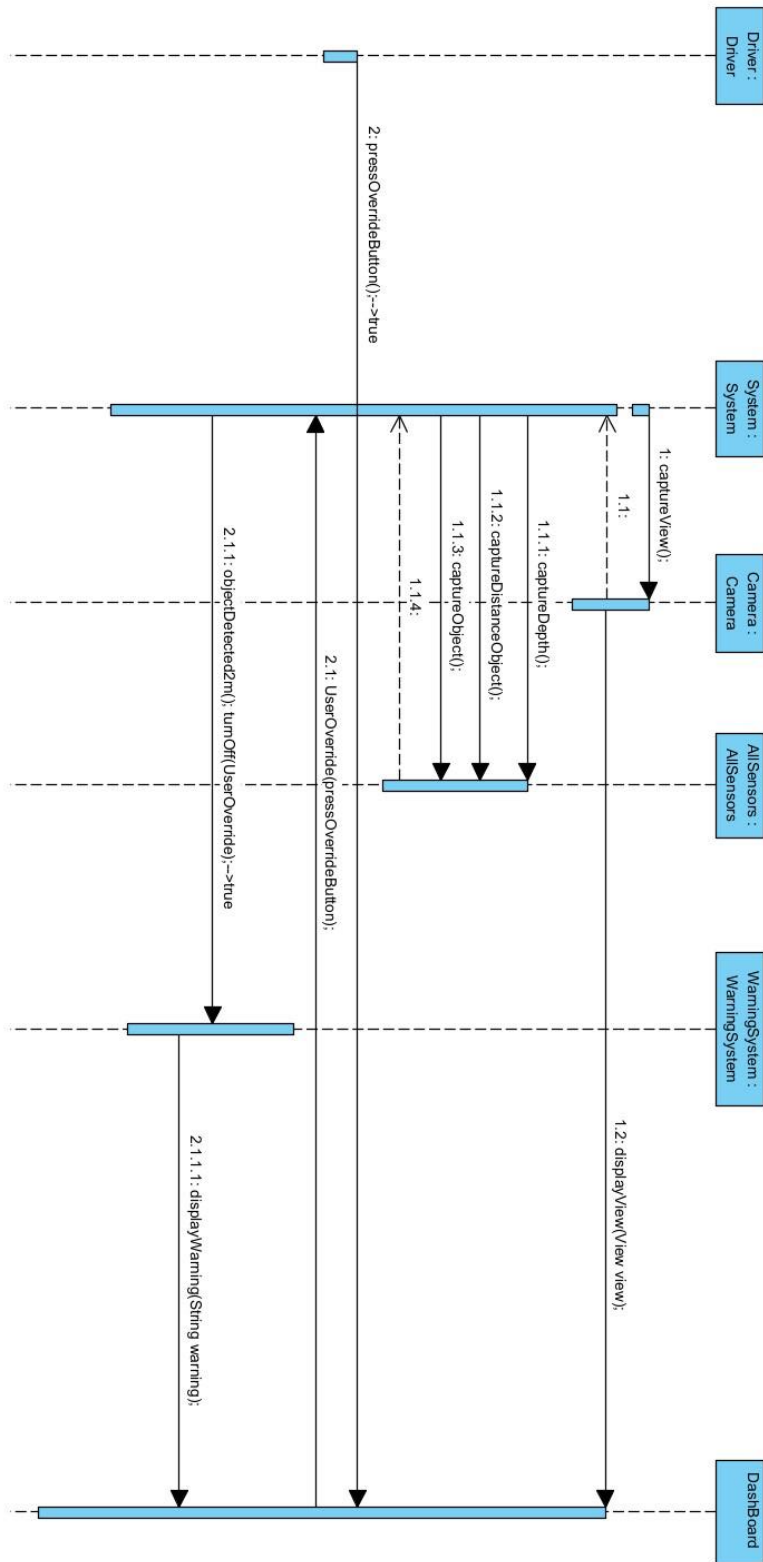 Driver :
Driver
System :
System
Camera :
Camera
AllSensors :
AllSensors
WarningSystem :
WarningSystem
DashBoard
1: captureView();
1.1:
1.2: displayView(View view);
1.1.1: captureDepth();
1.1.2: captureDistanceObject();
1.1.3: captureObject();
1.1.4:
2: pressOverrideButton();-->true
2.1: UserOverride(pressOverrideButton);
2.1.1: objectDetected2m(); turnOff(UserOverride);-->true
2.1.1.1: displayWarning(String warning);